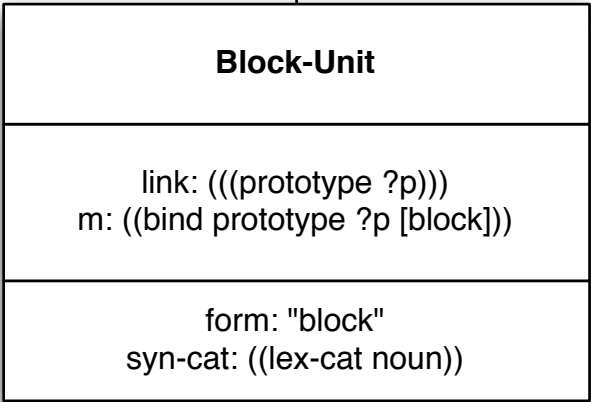 Block-Unit
link: (((prototype ?p)))
m: ((bind prototype ?p [block]))
form: "block"
syn-cat: ((lex-cat noun))